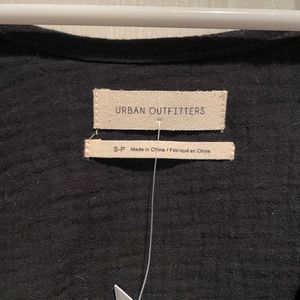 URBAN OUTFITTERS
S-P Made in China / Fabriqué en Chine